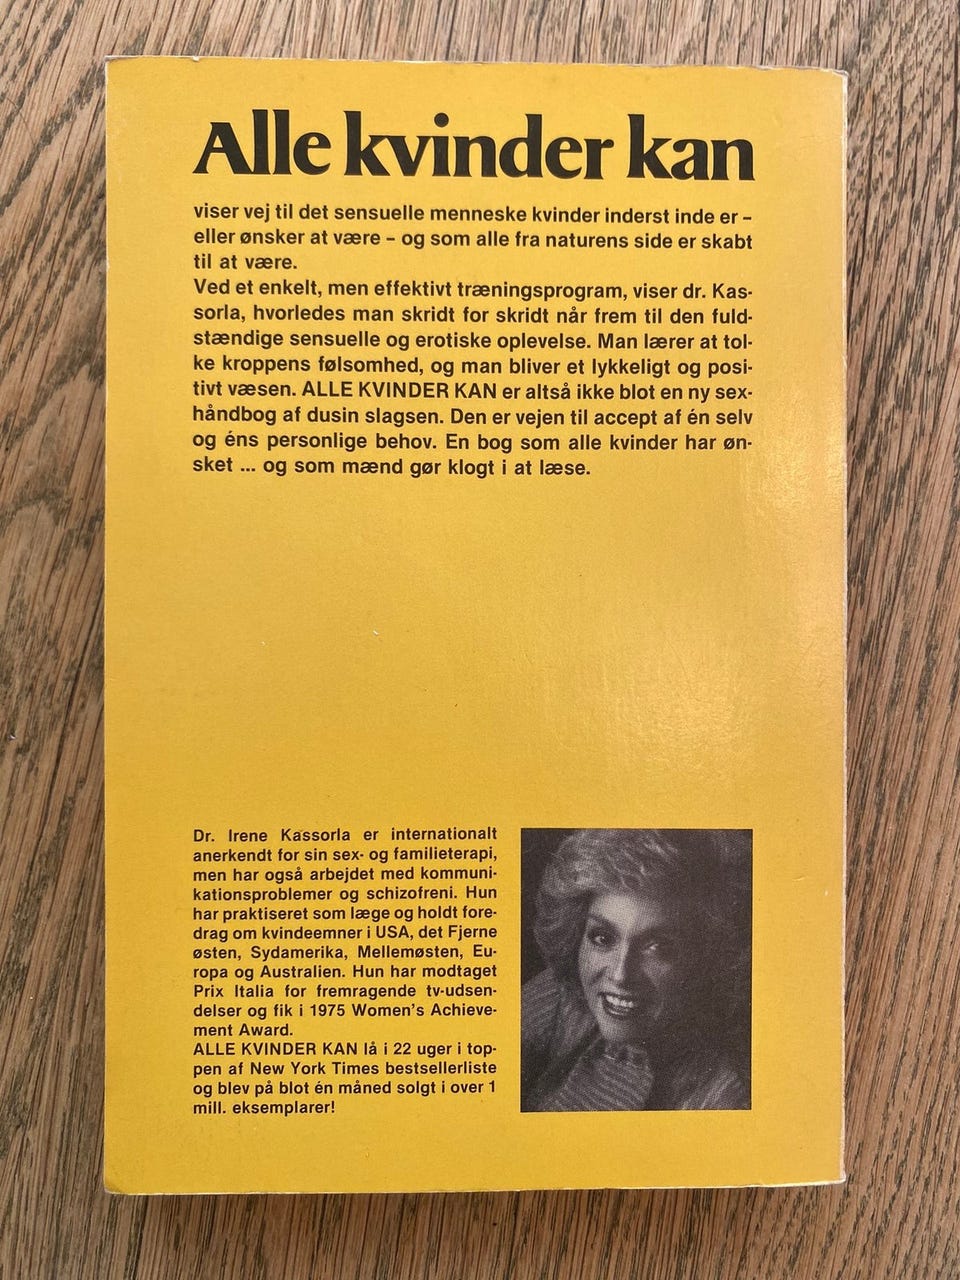 Alle kvinder kan
viser vej til det sensuelle menneske kvinder inderst inde er –
eller ønsker at være – og som alle fra naturens side er skabt
til at være.
Ved et enkelt, men effektivt træningsprogram, viser dr. Kas-
sorla, hvorledes man skridt for skridt når frem til den fuld-
stændige sensuelle og erotiske oplevelse. Man lærer at tol-
ke kroppens følsomhed, og man bliver et lykkeligt og posi-
tivt væsen. ALLE KVINDER KAN er altså ikke blot en ny sex-
håndbog af dusin slagsen. Den er vejen til accept af én selv
og éns personlige behov. En bog som alle kvinder har øn-
sket ... og som mænd gør klogt i at læse.
Dr. Irene Kassorla er internationalt
anerkendt for sin sex- og familieterapi,
men har også arbejdet med kommuni-
kationsproblemer og schizofreni. Hun
har praktiseret som læge og holdt fore-
drag om kvindeemner i USA, det Fjerne
østen, Sydamerika, Mellemøsten, Eu-
ropa og Australien. Hun har modtaget
Prix Italia for fremragende tv-udsen-
delser og fik i 1975 Women's Achieve-
ment Award.
ALLE KVINDER KAN lå i 22 uger i top-
pen af New York Times bestsellerliste
og blev på blot én måned solgt i over 1
mill. eksemplarer!